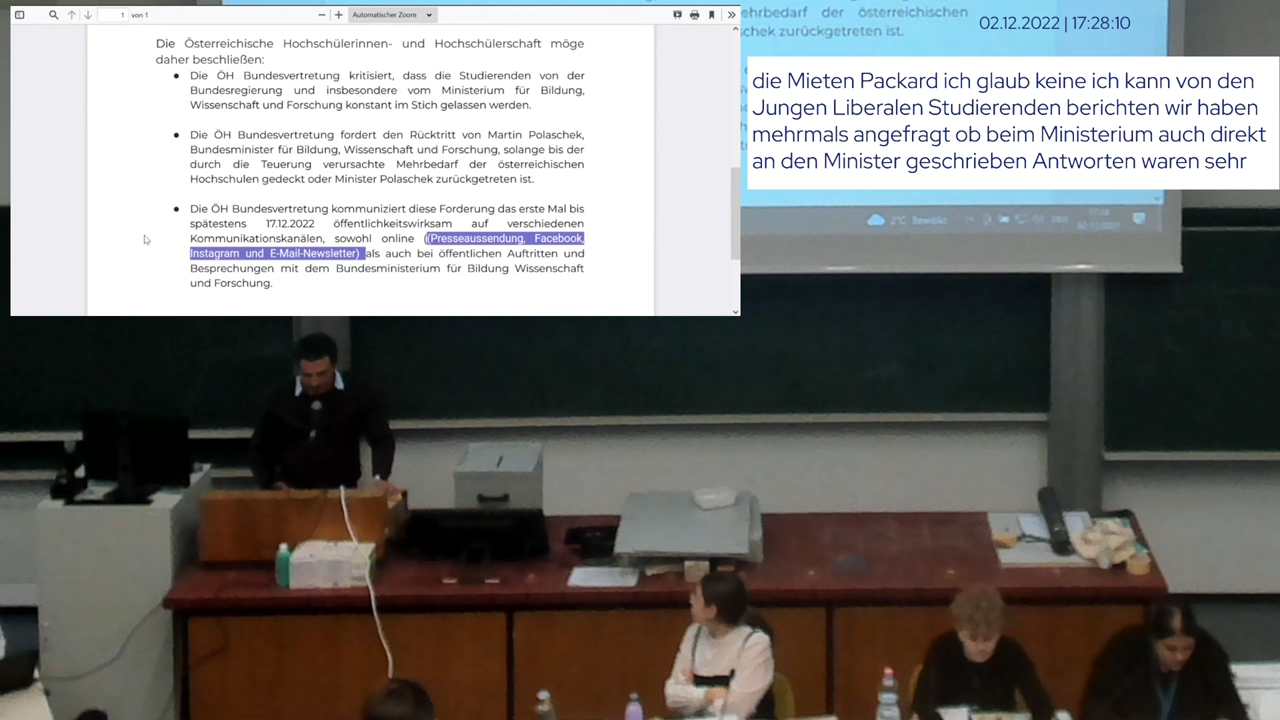 1 von 1
Automatischer Zoom
Die Österreichische Hochschülerinnen- und Hochschülerschaft möge
daher beschließen:
● Die ÖH Bundesvertretung kritisiert, dass die Studierenden von der
Bundesregierung und insbesondere vom Ministerium für Bildung,
Wissenschaft und Forschung konstant im Stich gelassen werden.
● Die ÖH Bundesvertretung fordert den Rücktritt von Martin Polaschek,
Bundesminister für Bildung, Wissenschaft und Forschung, solange bis der
durch die Teuerung verursachte Mehrbedarf der österreichischen
Hochschulen gedeckt oder Minister Polaschek zurückgetreten ist.
● Die ÖH Bundesvertretung kommuniziert diese Forderung das erste Mal bis
spätestens 17.12.2022 öffentlichkeitswirksam auf verschiedenen
Kommunikationskanälen, sowohl online ((Presseaussendung, Facebook,
Instagram und E-Mail-Newsletter) als auch bei öffentlichen Auftritten und
Besprechungen mit dem Bundesministerium für Bildung Wissenschaft
und Forschung.
ehrbedarf der österreichischen
chek zurückgetreten ist.
02.12.2022 | 17:28:10
die Mieten Packard ich glaub keine ich kann von den
Jungen Liberalen Studierenden berichten wir haben
mehrmals angefragt ob beim Ministerium auch direkt
an den Minister geschrieben Antworten waren sehr
2°C Bewölkt